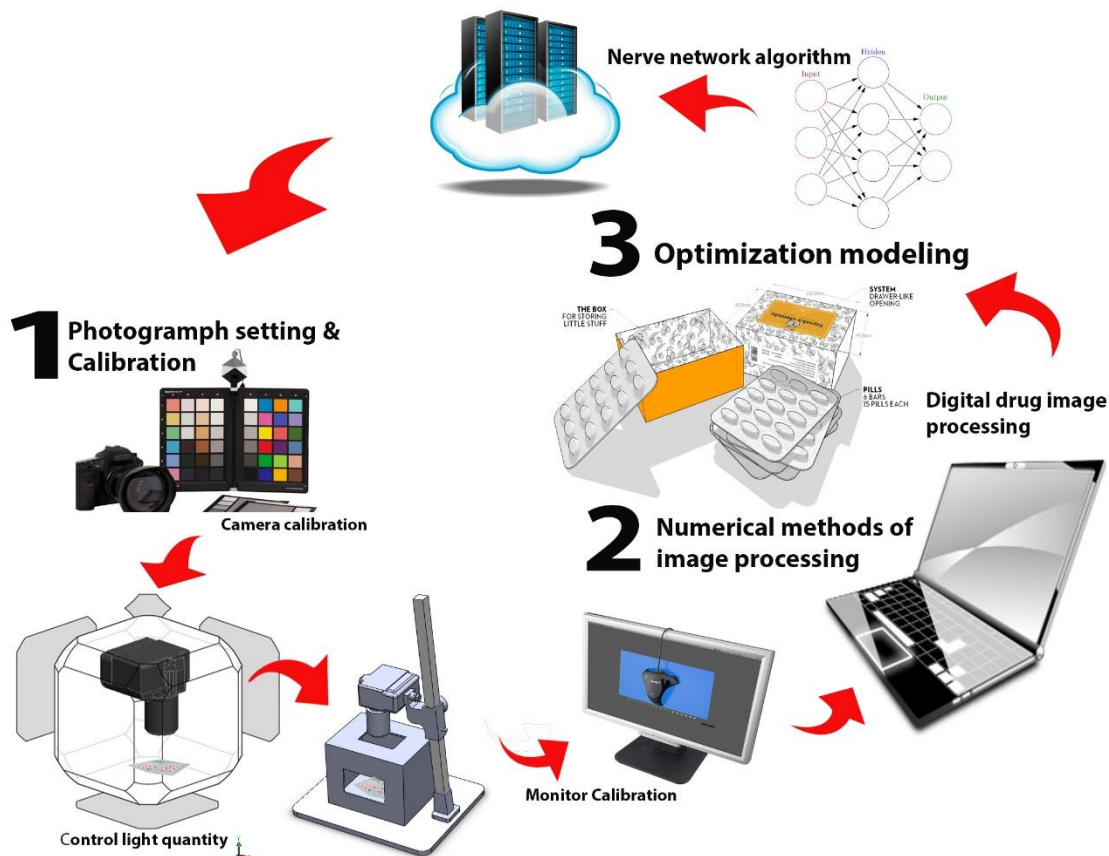 Nerve network algorithm
Input
Hidden
Output
3 Optimization modeling
1 Photogramph setting &
Calibration
THE BOX
FOR STORING
LITTLE STUFF
SYSTEM
DRAWER-LIKE
OPENING
PILLS
6 BARS
15 PILLS EACH
Digital drug image
processing
Camera calibration
2 Numerical methods of
image processing
Monitor Calibration
Control light quantity